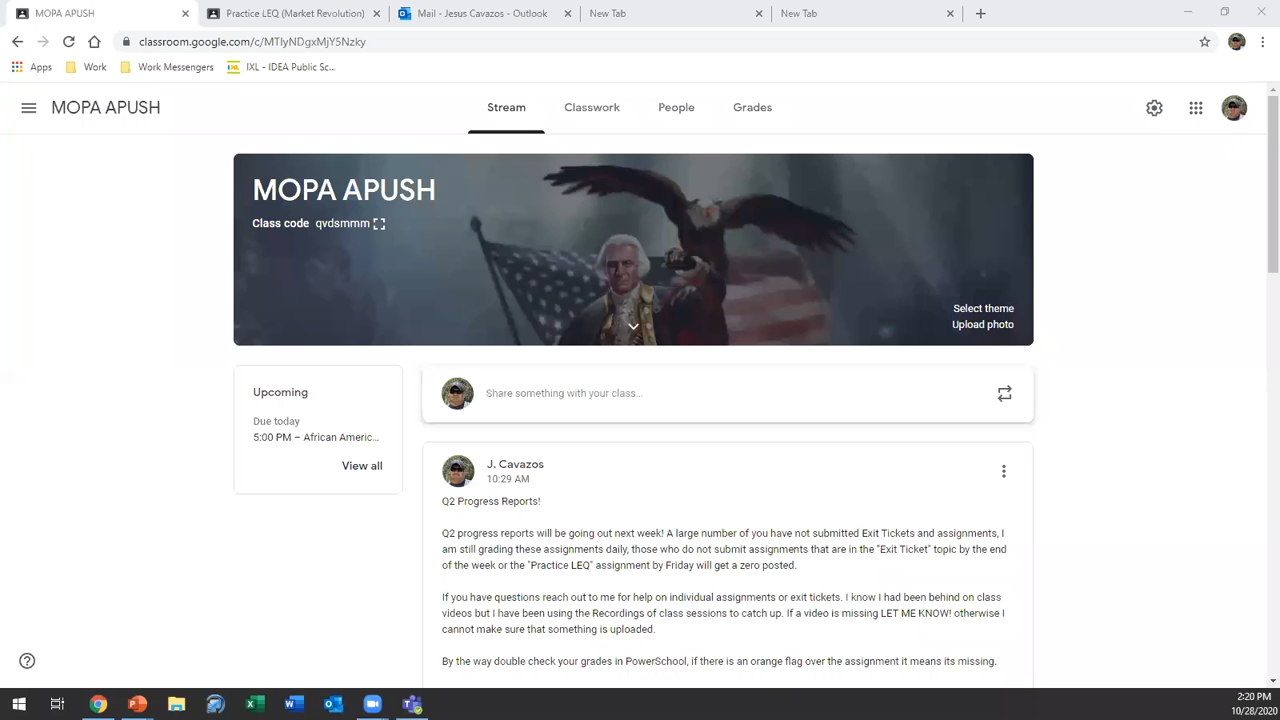 MOPA APUSH
Practice LEQ (Market Revolution)
Mail - Jesus Cavazos - Outlook
New Tab
New Tab
classroom.google.com/c/MTIyNDgxMjY5Nzky
Apps
Work
Work Messengers
IXL - IDEA Public Sc...
MOPA APUSH
Stream
Classwork
People
Grades
MOPA APUSH
Class code qvdsmmm
Select theme
Upload photo
Upcoming
Due today
5:00 PM – African Americ...
View all
Share something with your class...
J. Cavazos
10:29 AM
Q2 Progress Reports!
Q2 progress reports will be going out next week! A large number of you have not submitted Exit Tickets and assignments, I
am still grading these assignments daily, those who do not submit assignments that are in the "Exit Ticket" topic by the end
of the week or the "Practice LEQ" assignment by Friday will get a zero posted.
If you have questions reach out to me for help on individual assignments or exit tickets. I know I had been behind on class
videos but I have been using the Recordings of class sessions to catch up. If a video is missing LET ME KNOW! otherwise I
cannot make sure that something is uploaded.
By the way double check your grades in PowerSchool, if there is an orange flag over the assignment it means its missing.
2:20 PM
10/28/2020